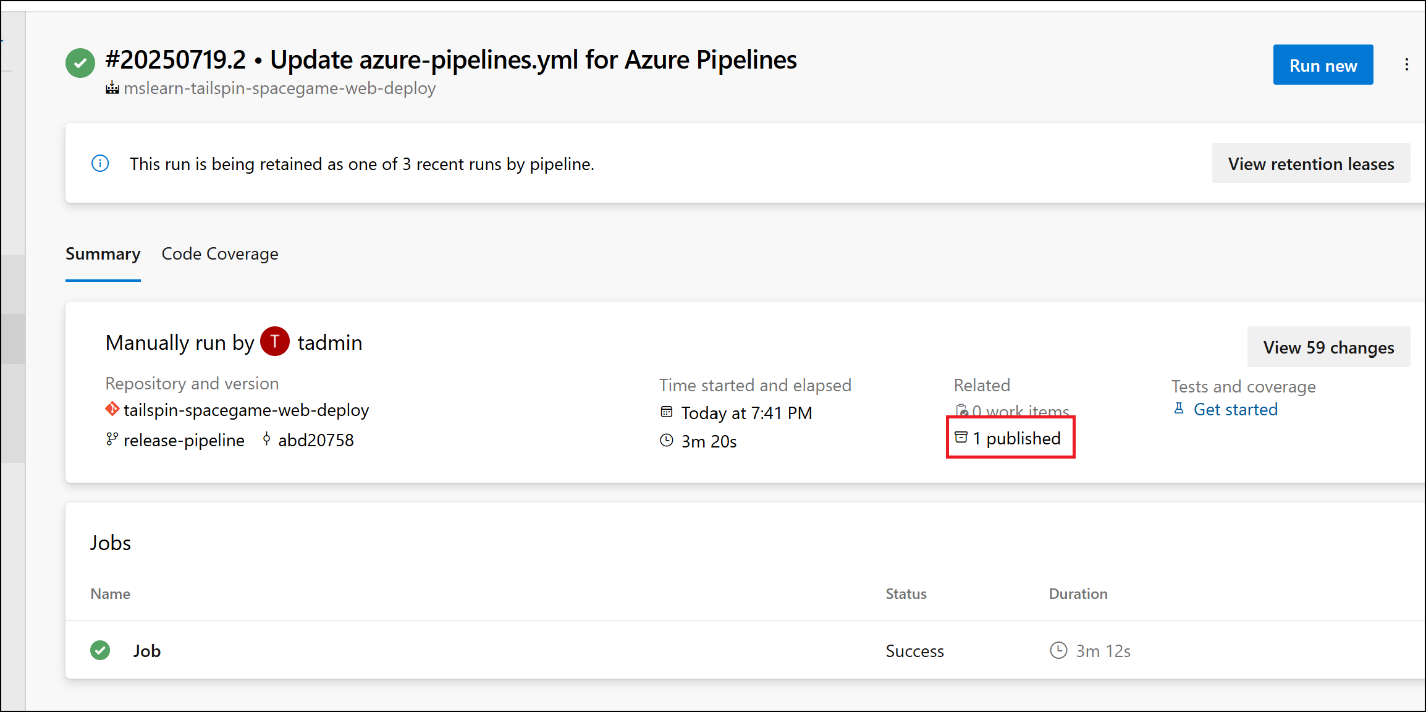 #20250719.2 • Update azure-pipelines.yml for Azure Pipelines
Run new
mslearn-tailspin-spacegame-web-deploy
This run is being retained as one of 3 recent runs by pipeline.
View retention leases
Summary
Code Coverage
Manually run by T tadmin
View 59 changes
Repository and version
tailspin-spacegame-web-deploy
release-pipeline abd20758
Time started and elapsed
Today at 7:41 PM
3m 20s
Related
0 work items
1 published
Tests and coverage
Get started
Jobs
Name Status Duration
Job Success 3m 12s